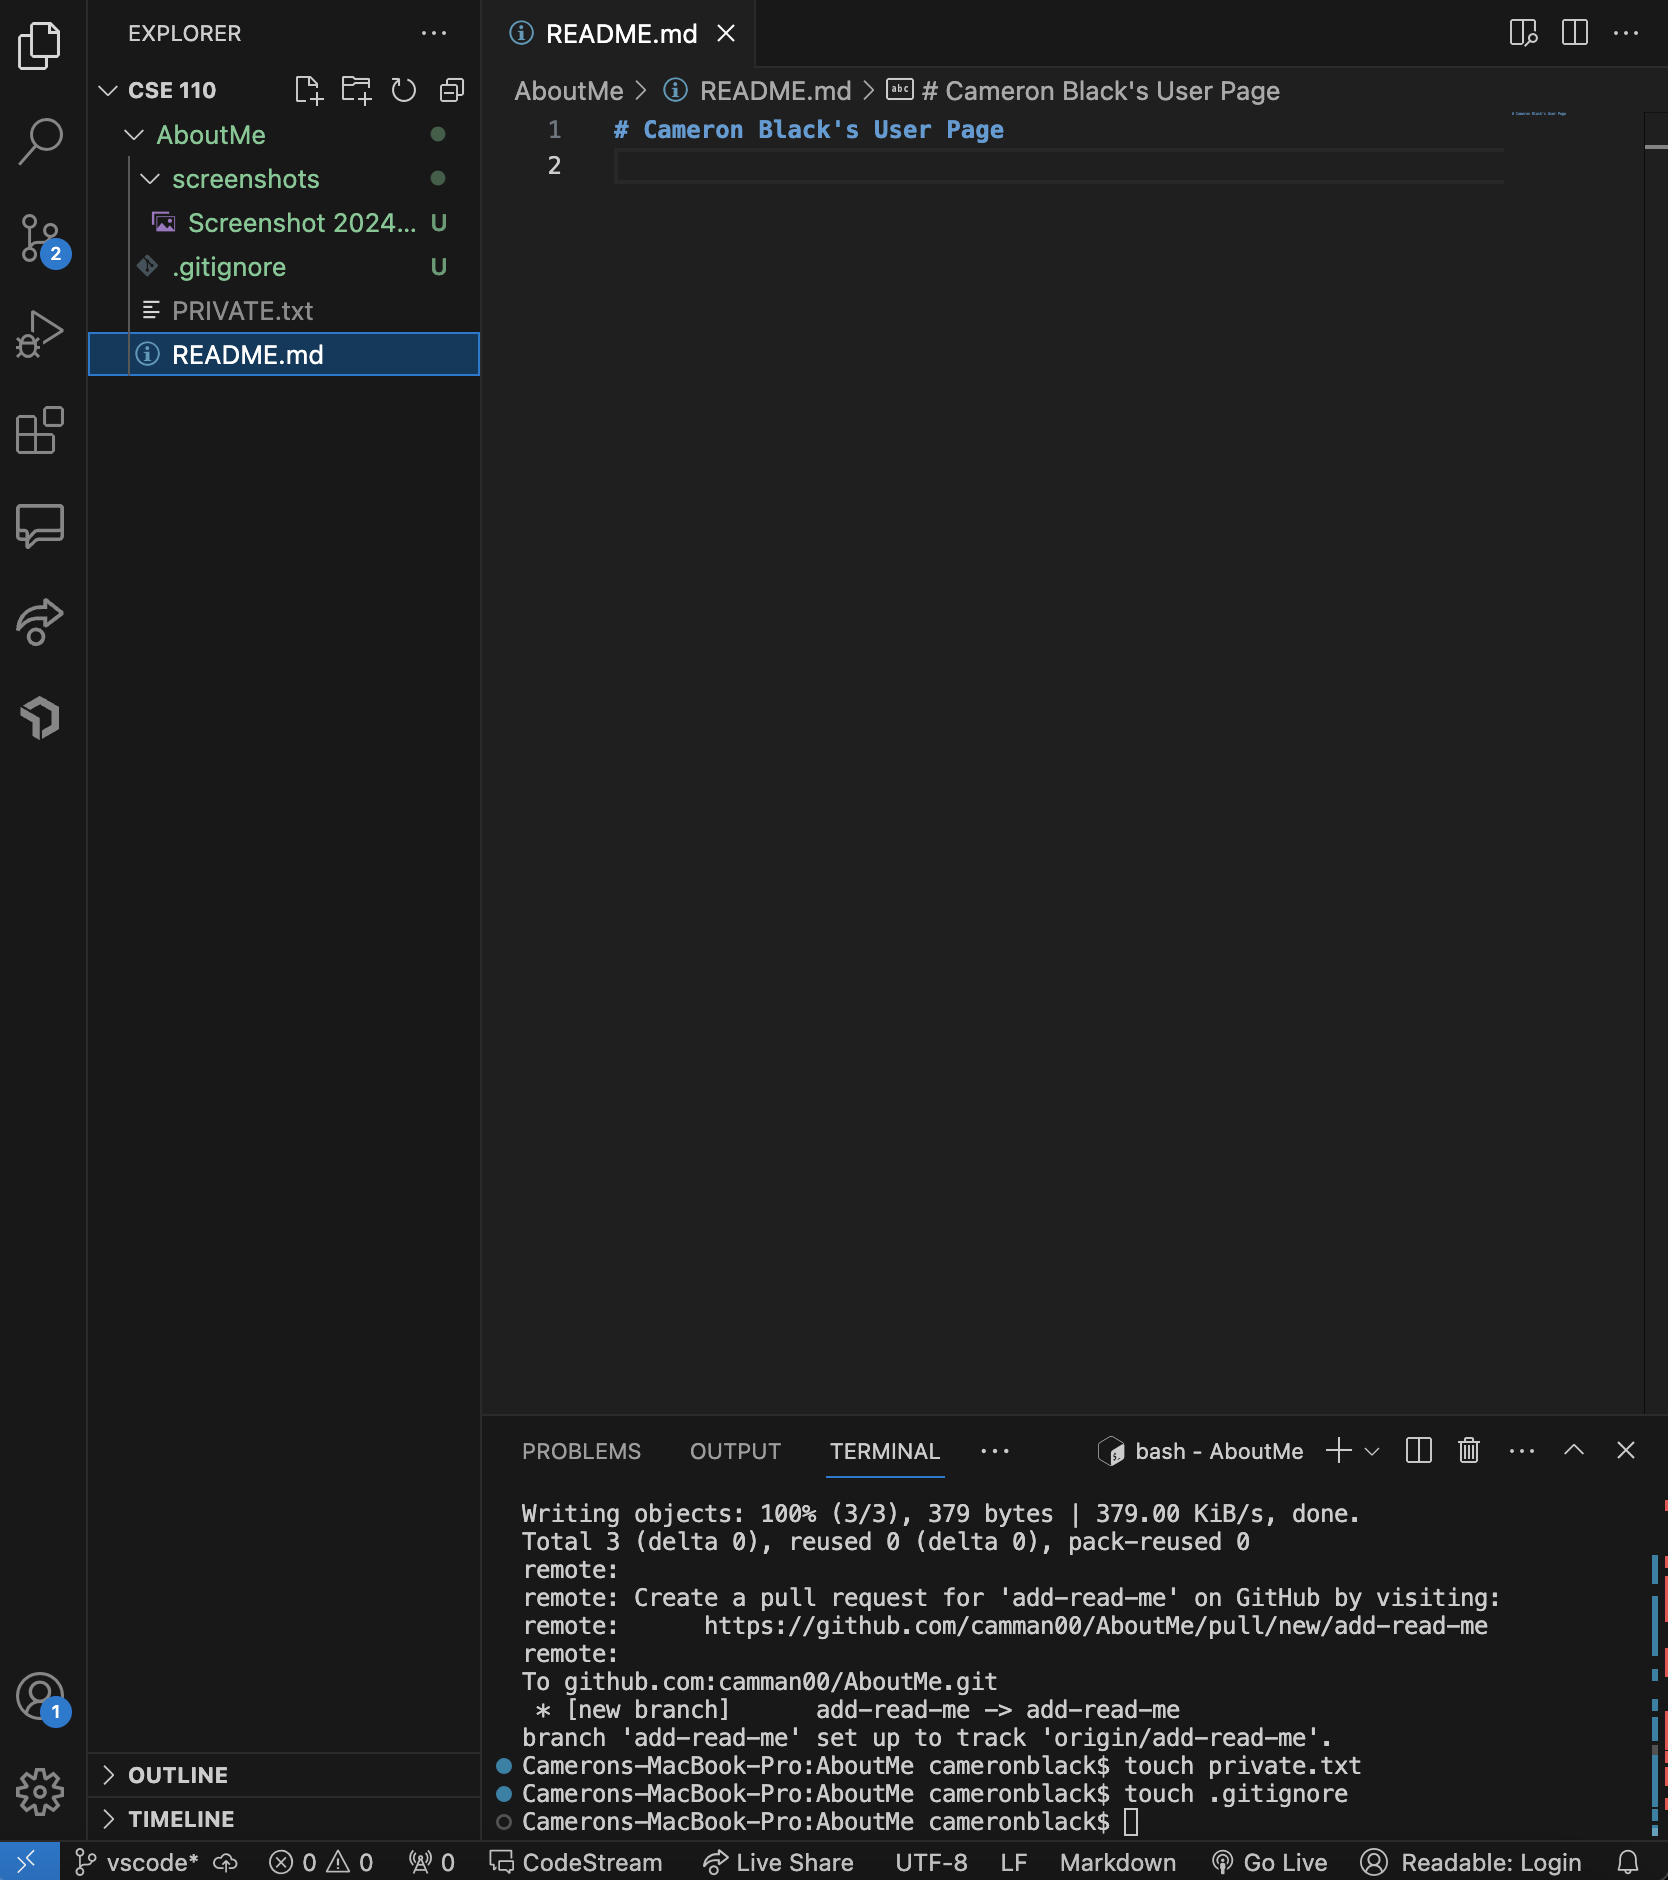 EXPLORER
CSE 110
AboutMe
screenshots
Screenshot 2024... U
.gitignore U
PRIVATE.txt
README.md
OUTLINE
TIMELINE
2
1
README.md
AboutMe > README.md > # Cameron Black's User Page
1 # Cameron Black's User Page
2
PROBLEMS OUTPUT TERMINAL bash - AboutMe
Writing objects: 100% (3/3), 379 bytes | 379.00 KiB/s, done.
Total 3 (delta 0), reused 0 (delta 0), pack-reused 0
remote:
remote: Create a pull request for 'add-read-me' on GitHub by visiting:
remote:      https://github.com/camman00/AboutMe/pull/new/add-read-me
remote:
To github.com:camman00/AboutMe.git
 * [new branch]      add-read-me -> add-read-me
branch 'add-read-me' set up to track 'origin/add-read-me'.
Camerons-MacBook-Pro:AboutMe cameronblack$ touch private.txt
Camerons-MacBook-Pro:AboutMe cameronblack$ touch .gitignore
Camerons-MacBook-Pro:AboutMe cameronblack$
vscode* 0 0 0 CodeStream Live Share UTF-8 LF Markdown Go Live Readable: Login